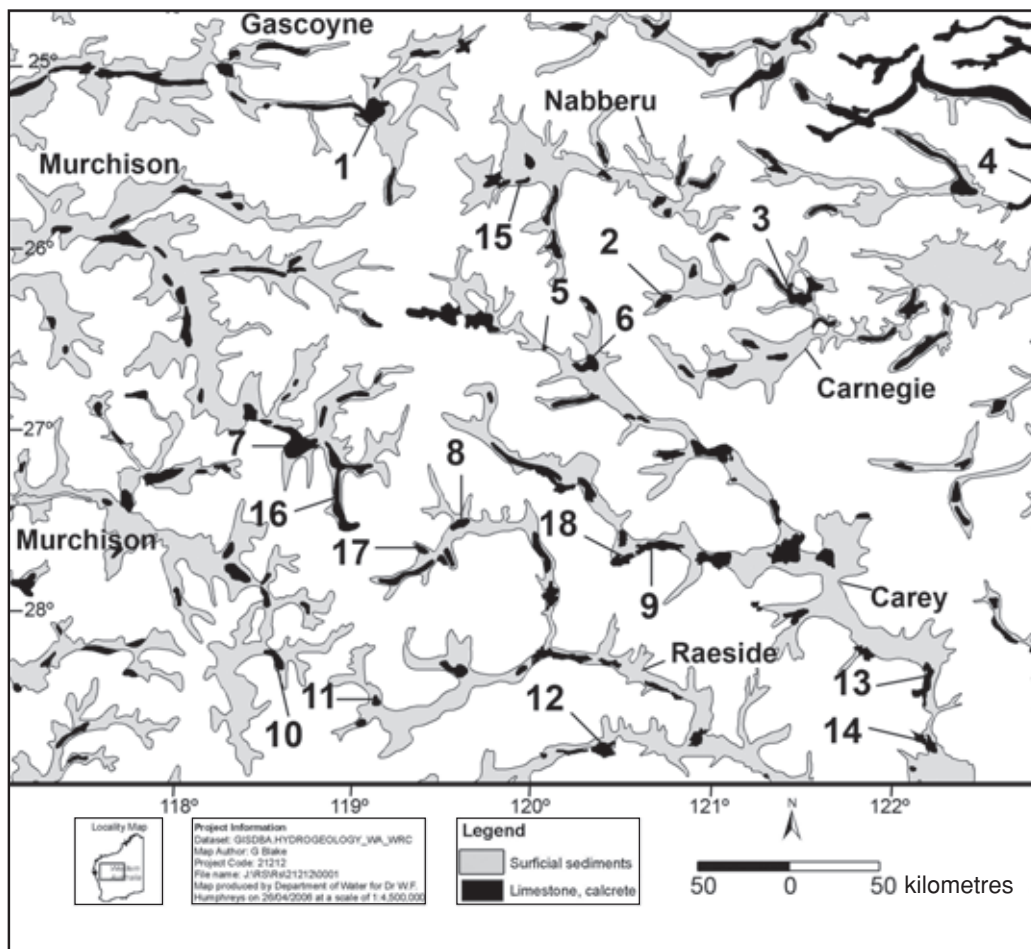 Gascoyne
25°
Nabberu
1
Murchison
4
15
2
3
26°
5
6
Carnegie
27°
7
8
16
18
Murchison
17
9
Carey
28°
Raeside
11
12
13
10
14
118°
119°
120°
121°
122°
N
Locality Map
Project Information
Dataset: GISDBA.HYDROGEOLOGY_WA_WRC
Map Author: G Blake
Project Code: 21212
Map produced by Department of Water for Dr W.F.
Humphreys on 26/04/2006 at a scale of 1:4,500,000
Legend
Surficial sediments
Limestone, calcrete
50 0 50 kilometres